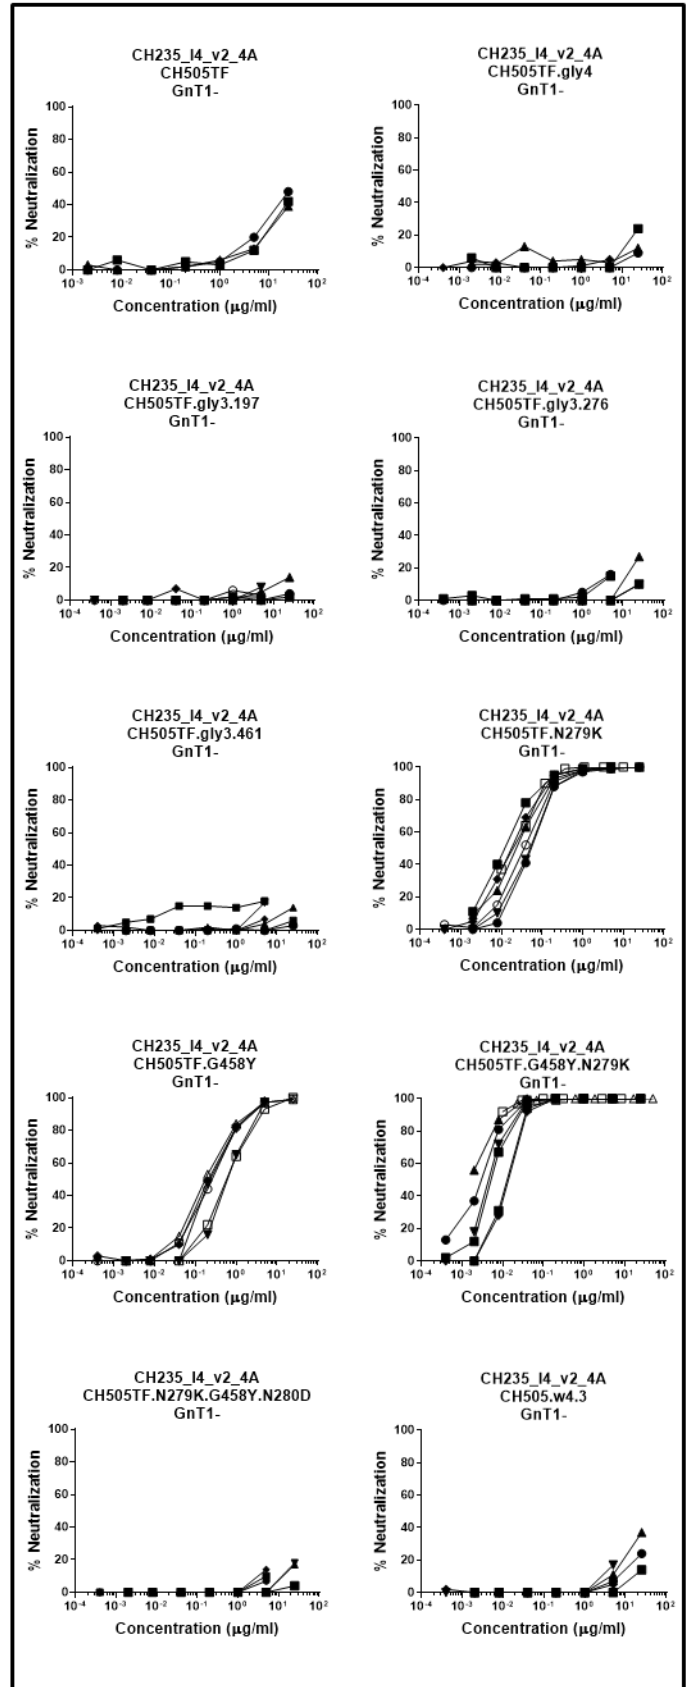 CH235_I4_v2_4A
CH505TF
GnT1-
100
80
60
40
20
0
% Neutralization
10-3 10-2 10-1 100 101 102
Concentration (μg/ml)
CH235_I4_v2_4A
CH505TF.gly4
GnT1-
100
80
60
40
20
0
% Neutralization
10-4 10-3 10-2 10-1 100 101 102
Concentration (μg/ml)
CH235_I4_v2_4A
CH505TF.gly3.197
GnT1-
100
80
60
40
20
0
% Neutralization
10-4 10-3 10-2 10-1 100 101 102
Concentration (μg/ml)
CH235_I4_v2_4A
CH505TF.gly3.276
GnT1-
100
80
60
40
20
0
% Neutralization
10-4 10-3 10-2 10-1 100 101 102
Concentration (μg/ml)
CH235_I4_v2_4A
CH505TF.gly3.461
GnT1-
100
80
60
40
20
0
% Neutralization
10-4 10-3 10-2 10-1 100 101 102
Concentration (μg/ml)
CH235_I4_v2_4A
CH505TF.N279K
GnT1-
100
80
60
40
20
0
% Neutralization
10-4 10-3 10-2 10-1 100 101 102
Concentration (μg/ml)
CH235_I4_v2_4A
CH505TF.G458Y
GnT1-
100
80
60
40
20
0
% Neutralization
10-4 10-3 10-2 10-1 100 101 102
Concentration (μg/ml)
CH235_I4_v2_4A
CH505TF.G458Y.N279K
GnT1-
100
80
60
40
20
0
% Neutralization
10-4 10-3 10-2 10-1 100 101 102
Concentration (μg/ml)
CH235_I4_v2_4A
CH505TF.N279K.G458Y.N280D
GnT1-
100
80
60
40
20
0
% Neutralization
10-4 10-3 10-2 10-1 100 101 102
Concentration (μg/ml)
CH235_I4_v2_4A
CH505.w4.3
GnT1-
100
80
60
40
20
0
% Neutralization
10-4 10-3 10-2 10-1 100 101 102
Concentration (μg/ml)